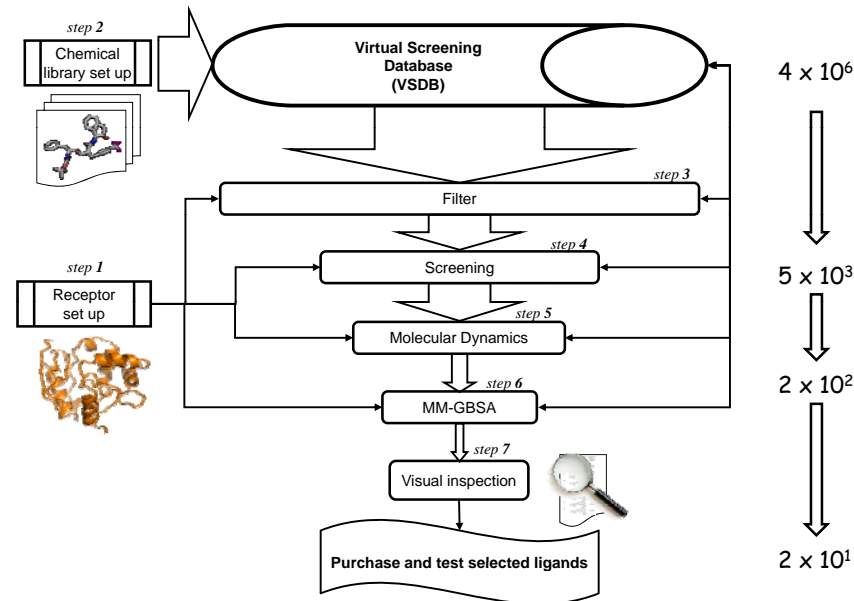 step 2
Chemical
library set up
Virtual Screening
Database
(VSDB)
4 x 10⁶
step 3
Filter
step 4
Screening
5 x 10³
step 1
Receptor
set up
step 5
Molecular Dynamics
2 x 10²
step 6
MM-GBSA
step 7
Visual inspection
Purchase and test selected ligands
2 x 10¹